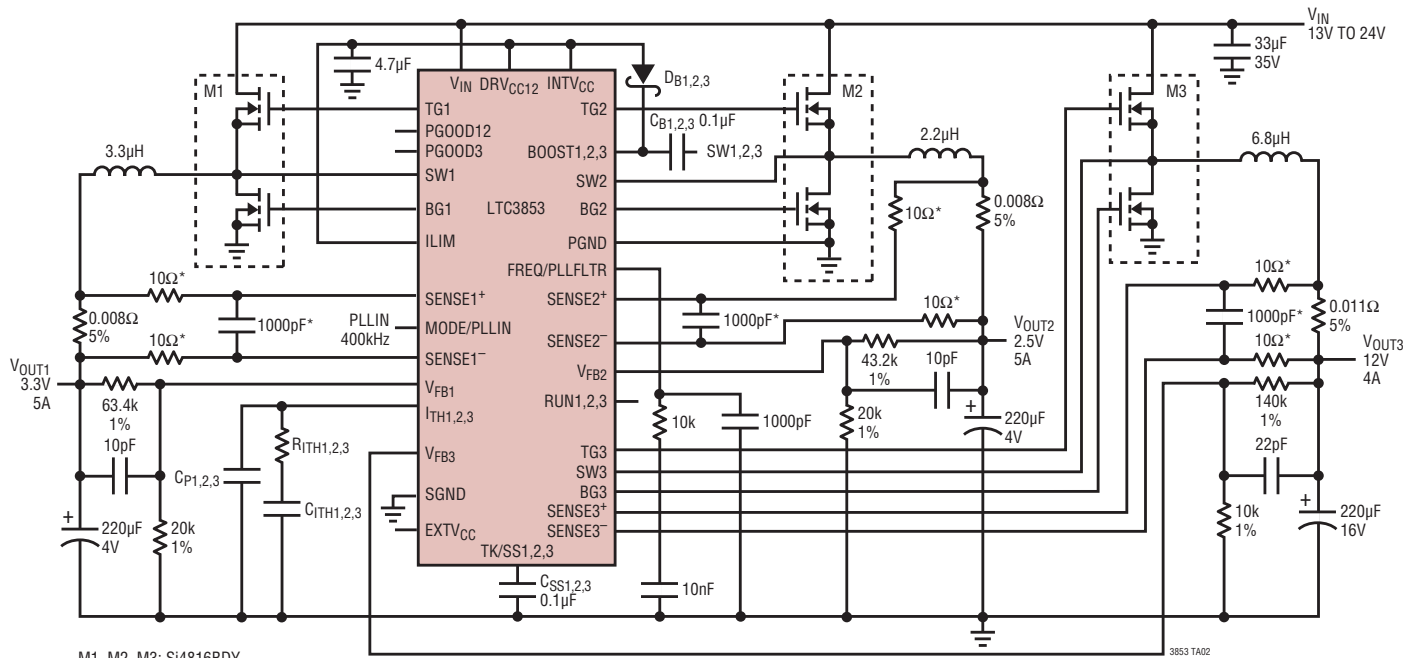 VIN
13V TO 24V
33µF
35V
4.7µF
M1
VIN DRVCC12 INTVCC
DB1,2,3
M2
M3
TG1
TG2
CB1,2,3 0.1µF
PGOOD12
PGOOD3
BOOST1,2,3
SW1,2,3
2.2µH
6.8µH
3.3µH
SW1
SW2
BG1
LTC3853
BG2
10Ω*
0.008Ω
5%
ILIM
PGND
FREQ/PLLFLTR
10Ω*
SENSE1+
SENSE2+
10Ω*
10Ω*
0.008Ω
5%
1000pF*
PLLIN
400kHz
MODE/PLLIN
1000pF*
1000pF*
0.011Ω
5%
10Ω*
SENSE1−
SENSE2−
VOUT2
2.5V
5A
10Ω*
VOUT3
12V
4A
VOUT1
3.3V
5A
63.4k
1%
VFB1
VFB2
43.2k
1%
10pF
140k
1%
ITH1,2,3
RUN1,2,3
10pF
RITH1,2,3
10k
1000pF
20k
1%
220µF
4V
+
22pF
CP1,2,3
VFB3
TG3
SW3
CITH1,2,3
SGND
BG3
SENSE3+
+
220µF
4V
20k
1%
EXTVCC
SENSE3−
10k
1%
+
220µF
16V
TK/SS1,2,3
CSS1,2,3
0.1µF
10nF
3853 TA02
M1, M2, M3: Si4816BDY